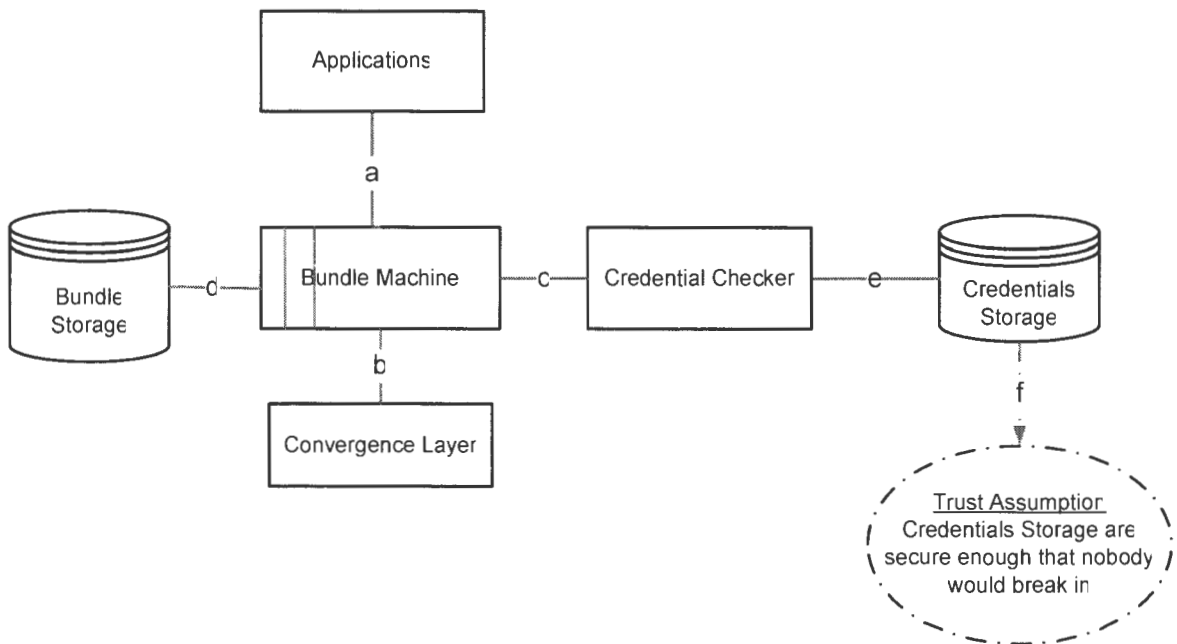 Applications
a
Bundle
Storage
d
Bundle Machine
c
Credential Checker
e
Credentials
Storage
b
f
Convergence Layer
Trust Assumption
Credentials Storage are
secure enough that nobody
would break in